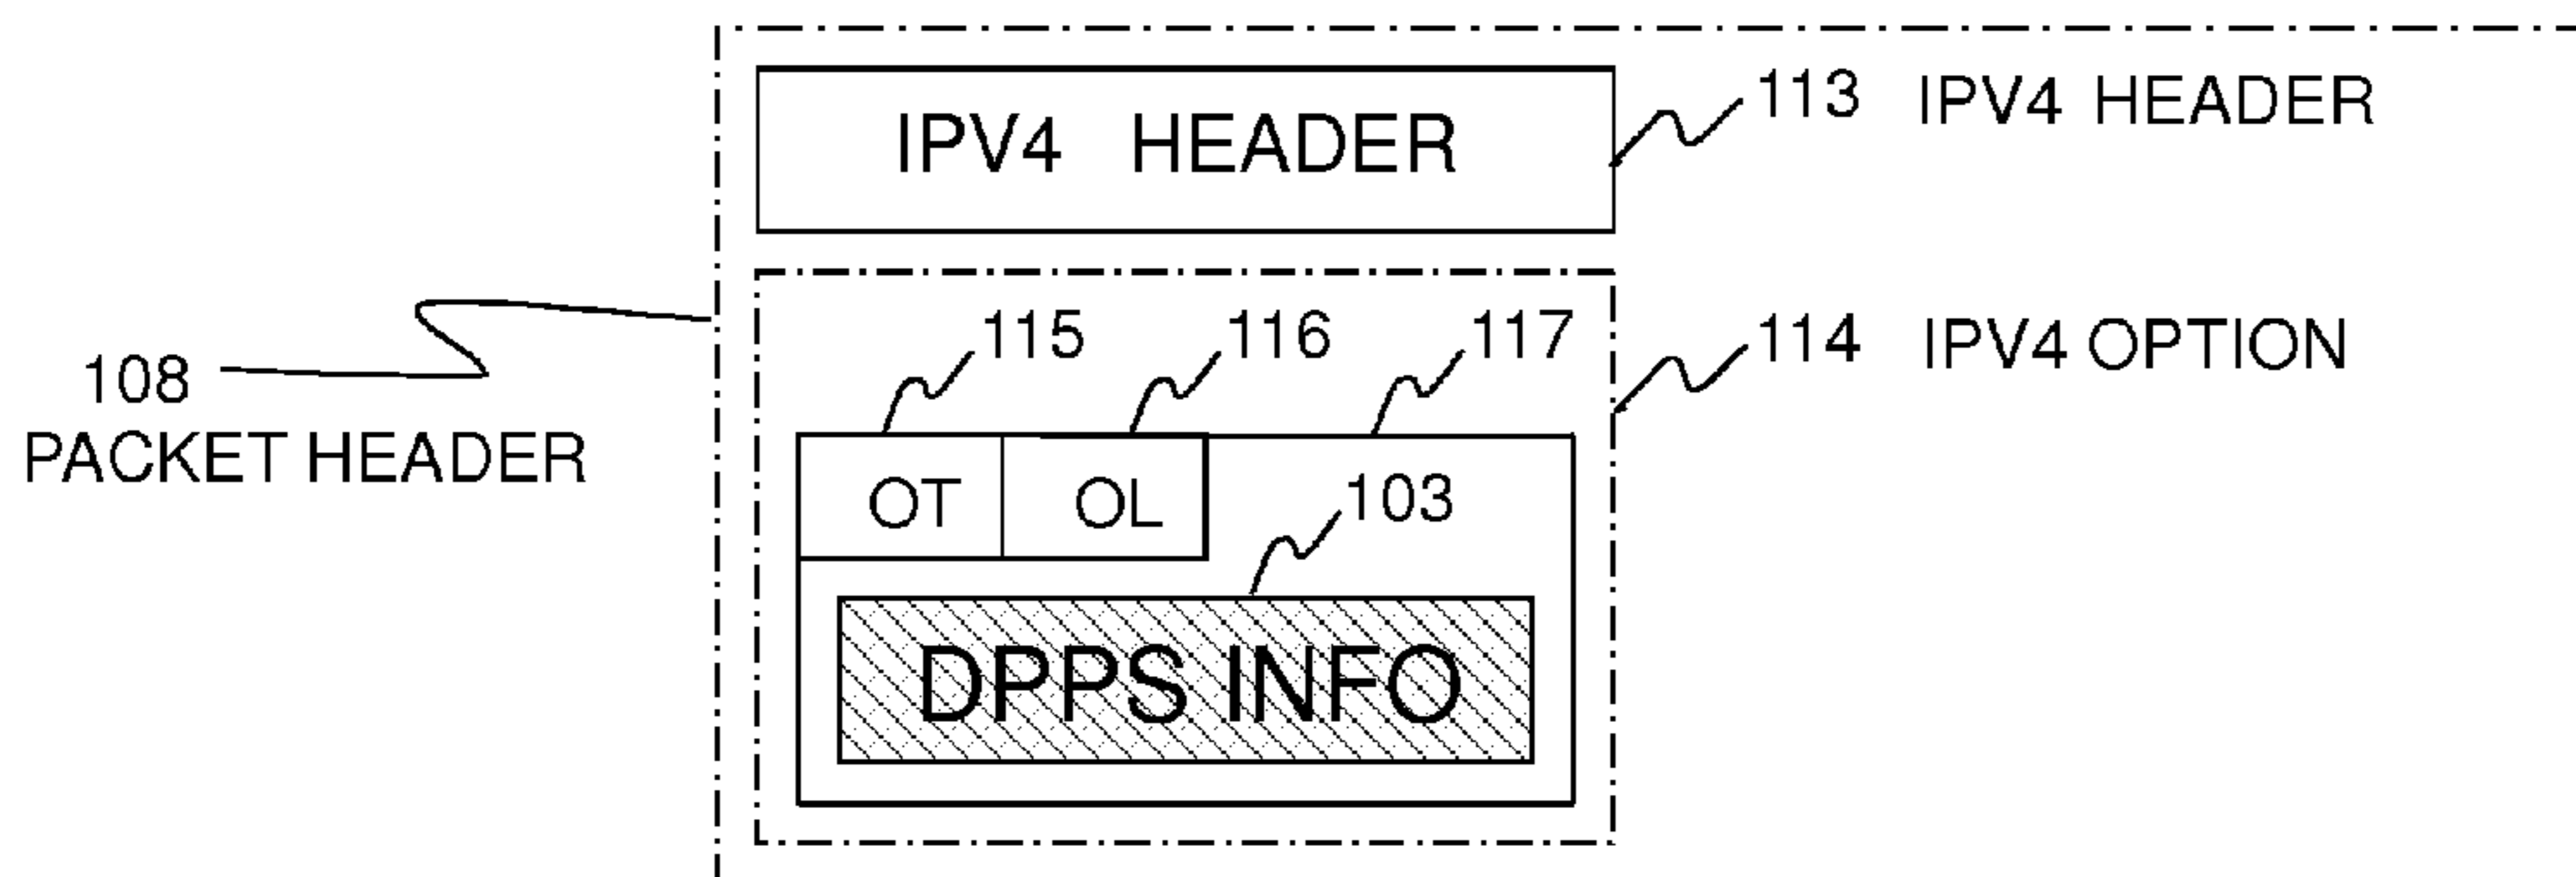 IPV4 HEADER
113 IPV4 HEADER
115
116
117
114 IPV4 OPTION
108
PACKET HEADER
OT
OL
103
DPPS INFO